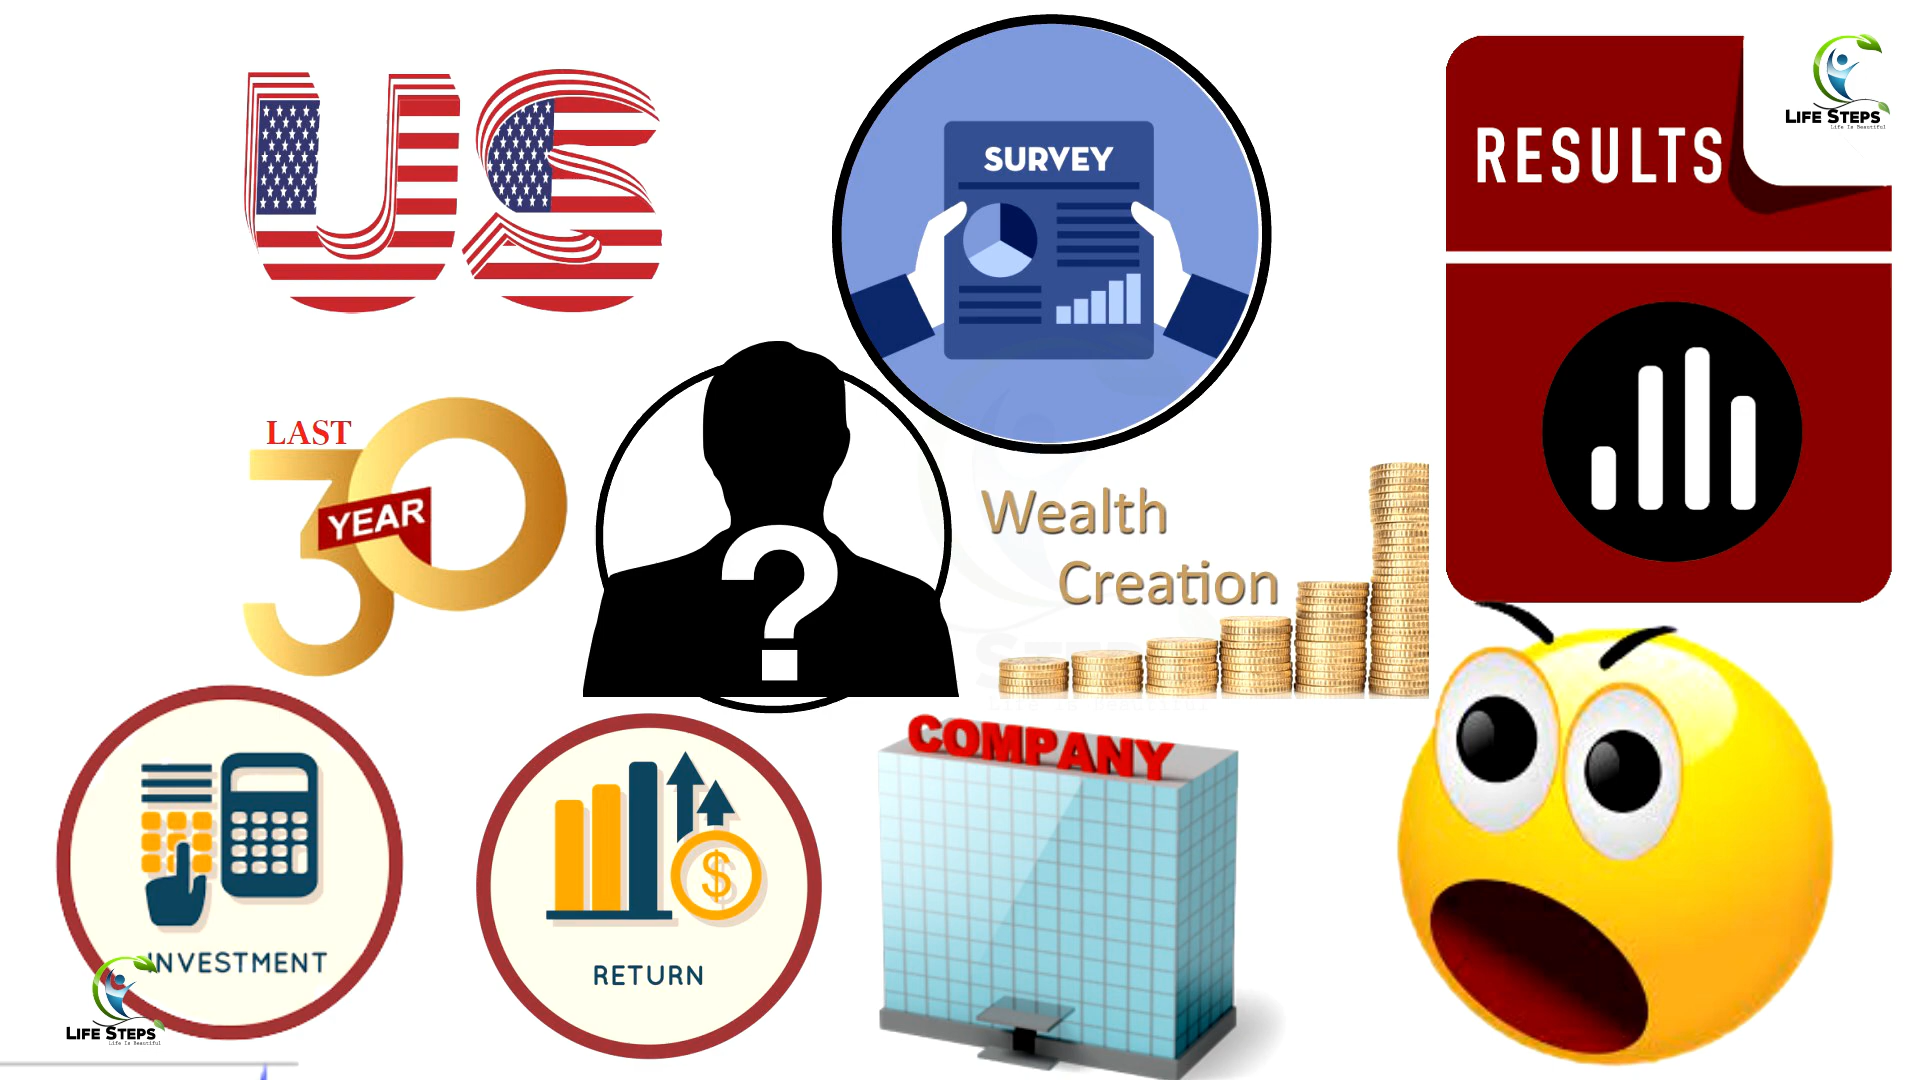 US
SURVEY
RESULTS
LIFE STEPS
Life Is Beautiful
LAST
30
YEAR
?
Wealth
Creation
COMPANY
$
INVESTMENT
RETURN
LIFE STEPS
Life Is Beautiful